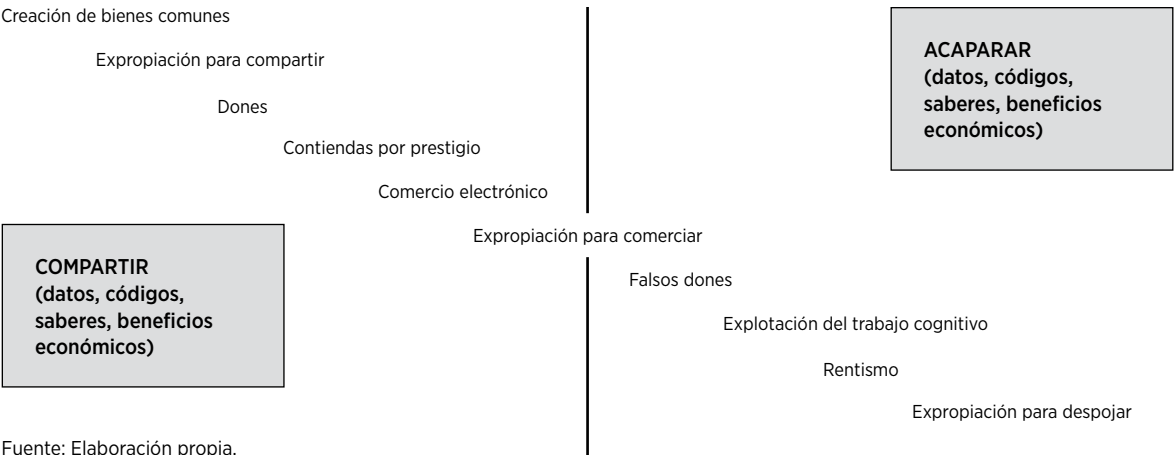 Creación de bienes comunes
Expropiación para compartir
Dones
Contiendas por prestigio
Comercio electrónico
ACAPARAR
(datos, códigos,
saberes, beneficios
económicos)
Expropiación para comerciar
COMPARTIR
(datos, códigos,
saberes, beneficios
económicos)
Falsos dones
Explotación del trabajo cognitivo
Rentismo
Expropiación para despojar
Fuente: Elaboración propia.